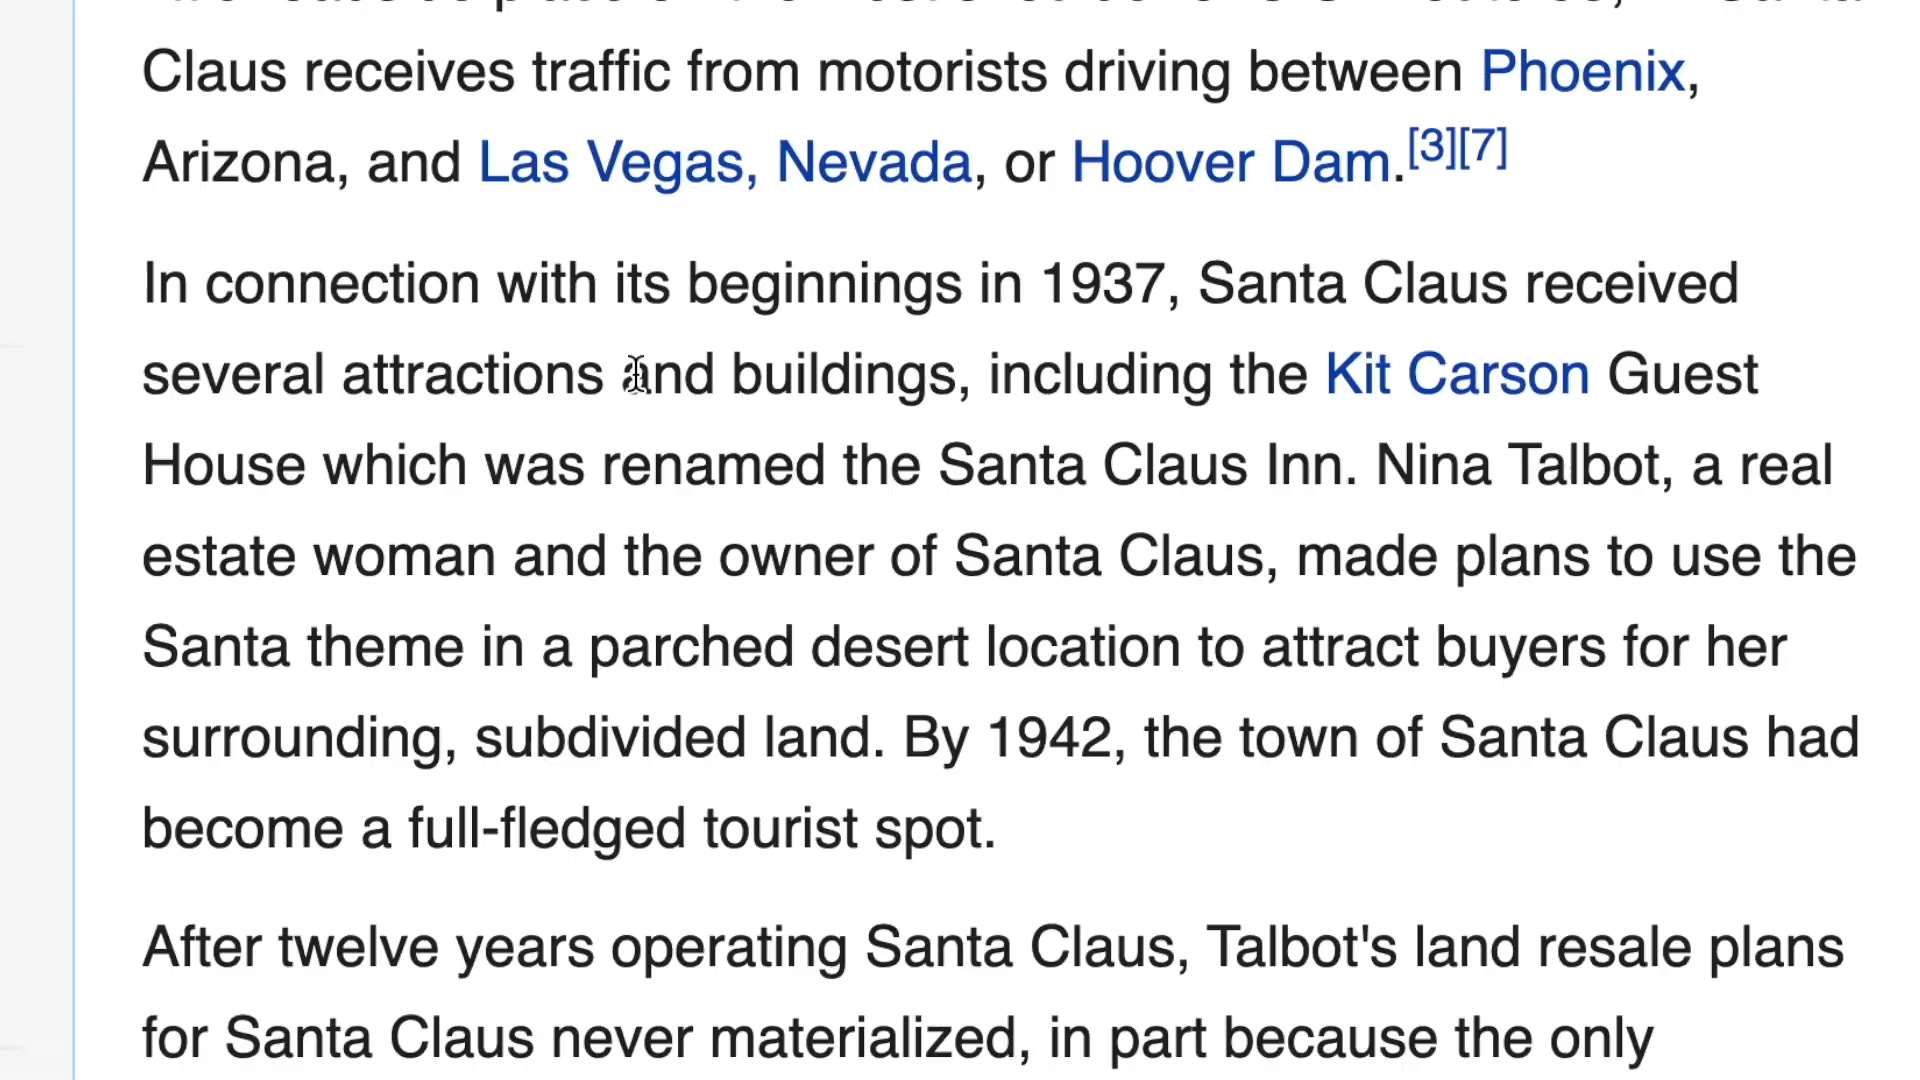 Claus receives traffic from motorists driving between Phoenix,
Arizona, and Las Vegas, Nevada, or Hoover Dam.[3][7]
In connection with its beginnings in 1937, Santa Claus received
several attractions and buildings, including the Kit Carson Guest
House which was renamed the Santa Claus Inn. Nina Talbot, a real
estate woman and the owner of Santa Claus, made plans to use the
Santa theme in a parched desert location to attract buyers for her
surrounding, subdivided land. By 1942, the town of Santa Claus had
become a full-fledged tourist spot.
After twelve years operating Santa Claus, Talbot's land resale plans
for Santa Claus never materialized, in part because the only